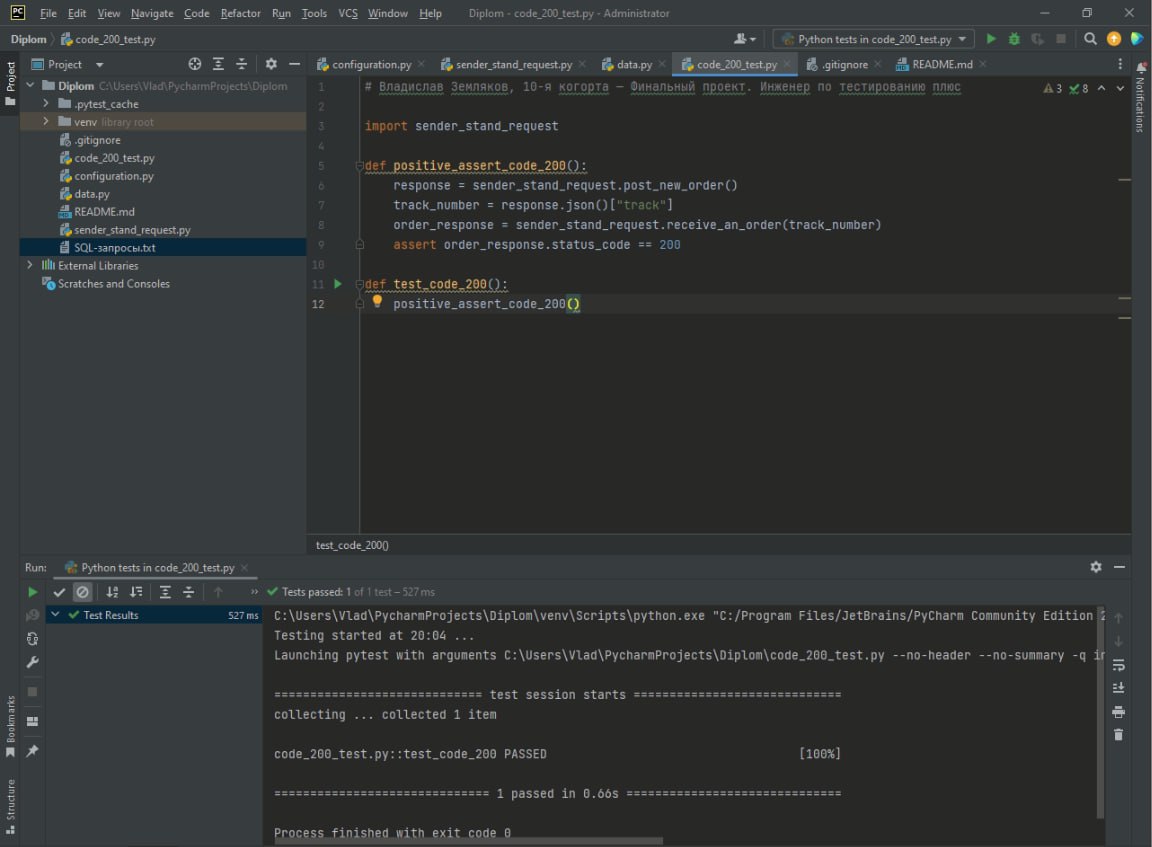 File Edit View Navigate Code Refactor Run Tools VCS Window Help Diplom - code_200_test.py - Administrator
Diplom code_200_test.py Python tests in code_200_test.py
Project
configuration.py sender_stand_request.py data.py code_200_test.py .gitignore README.md
Project
Diplom C:\Users\Vlad\PycharmProjects\Diplom
.pytest_cache
venv library root
.gitignore
code_200_test.py
configuration.py
data.py
README.md
sender_stand_request.py
SQL-запросы.txt
External Libraries
Scratches and Consoles
1 # Владислав Земляков, 10-я когорта — Финальный проект. Инженер по тестированию плюс
3 8
2
3 import sender_stand_request
4
5 def positive_assert_code_200():
6 response = sender_stand_request.post_new_order()
7 track_number = response.json()["track"]
8 order_response = sender_stand_request.receive_an_order(track_number)
9 assert order_response.status_code == 200
10
11 def test_code_200():
12 positive_assert_code_200()
test_code_200()
Notifications
Run: Python tests in code_200_test.py
Tests passed: 1 of 1 test – 527 ms
Test Results 527 ms
C:\Users\Vlad\PycharmProjects\Diplom\venv\Scripts\python.exe "C:/Program Files/JetBrains/PyCharm Community Edition 2
Testing started at 20:04 ...
Launching pytest with arguments C:\Users\Vlad\PycharmProjects\Diplom\code_200_test.py --no-header --no-summary -q in
============================= test session starts =============================
collecting ... collected 1 item
code_200_test.py::test_code_200 PASSED [100%]
============================== 1 passed in 0.66s ==============================
Process finished with exit code 0
Bookmarks
Structure